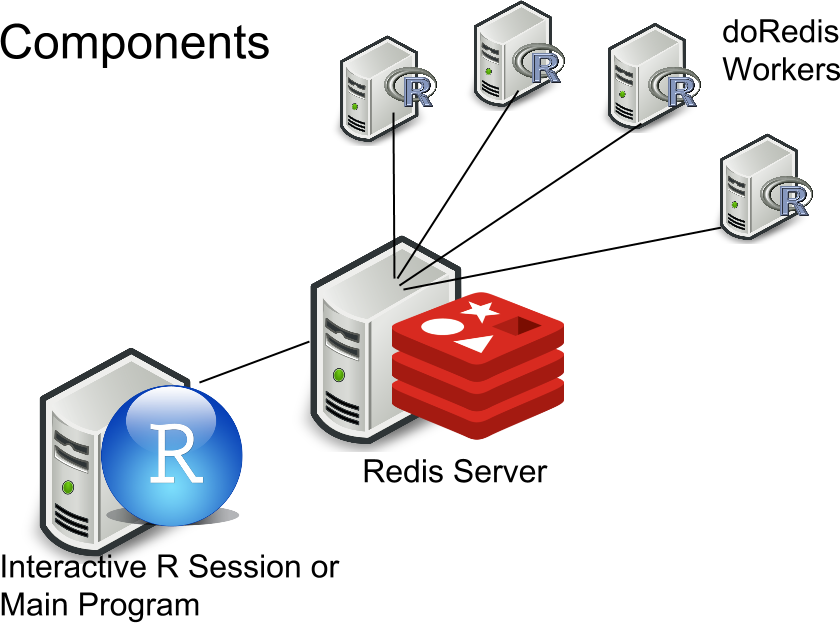 Components
doRedis
Workers
R
R
R
R
Redis Server
R
Interactive R Session or
Main Program